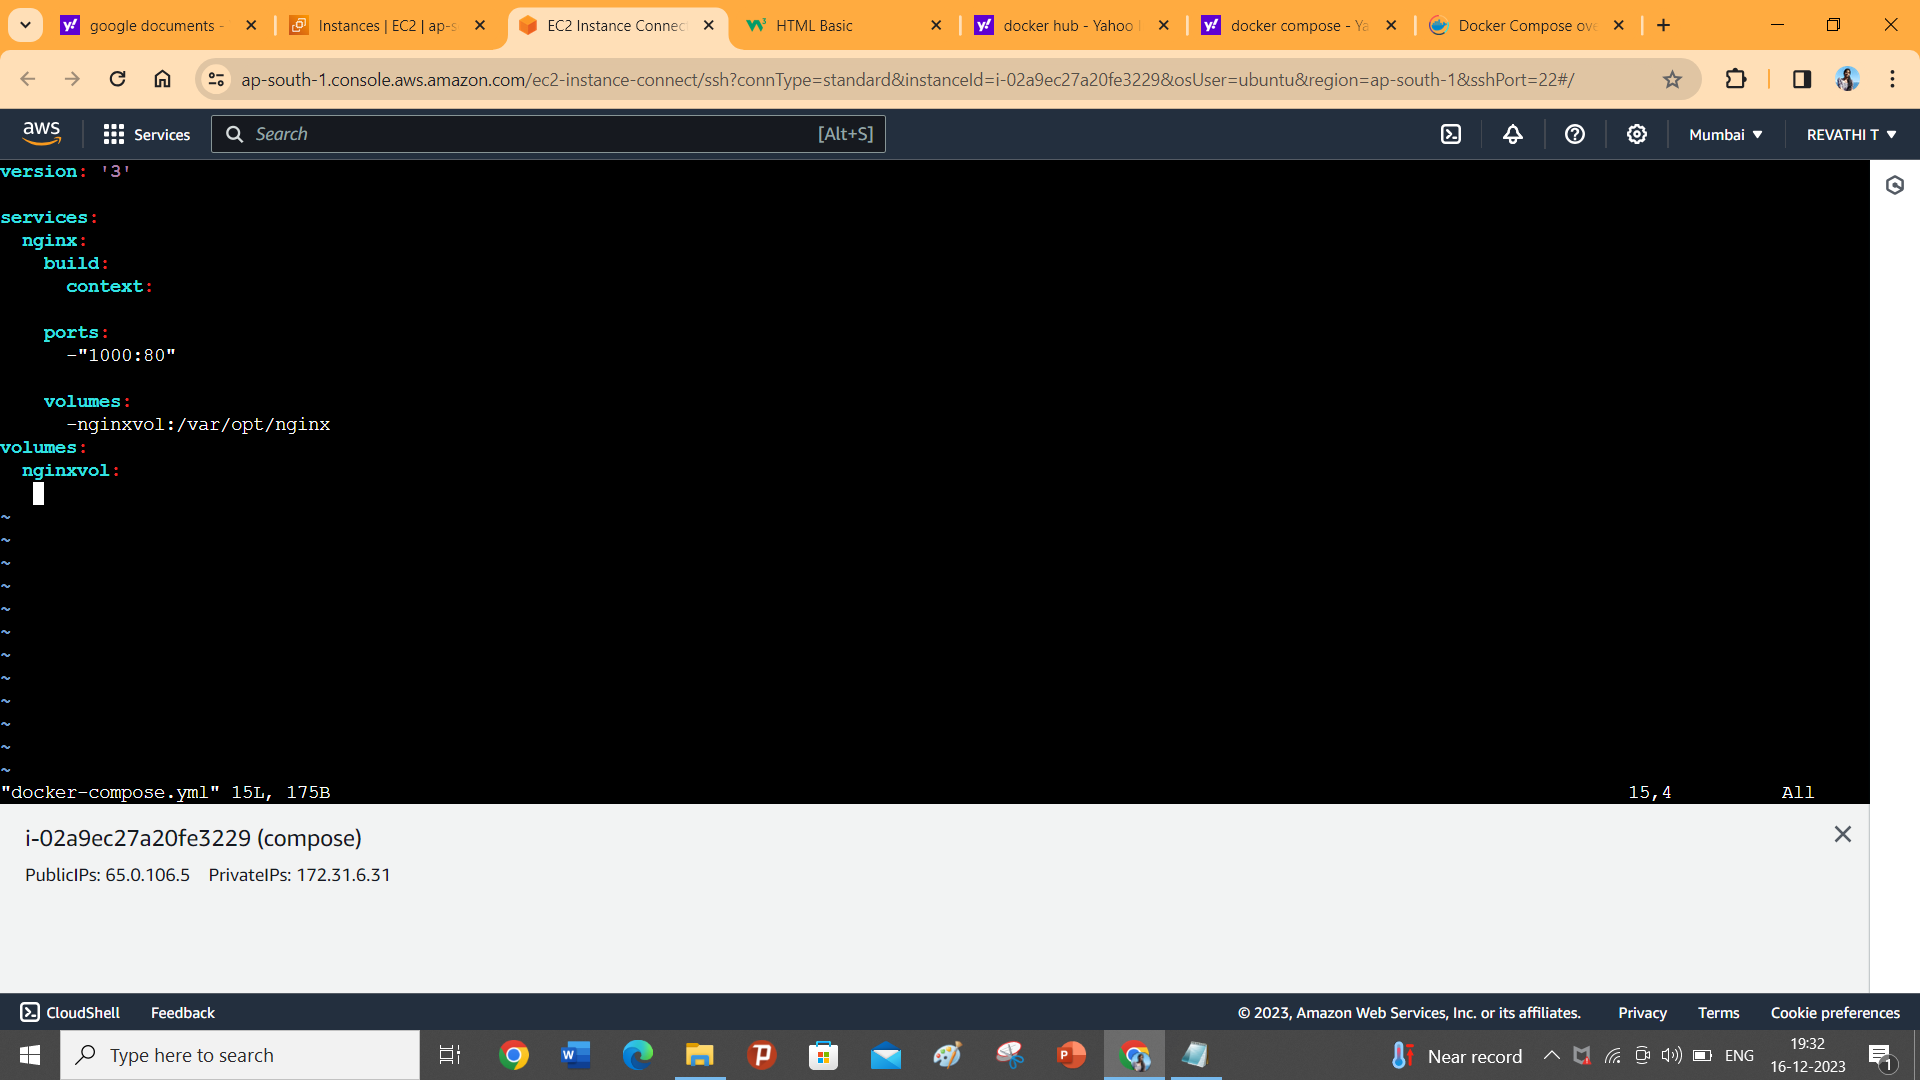 google documents -
Instances | EC2 | ap-s
EC2 Instance Connec
HTML Basic
docker hub - Yahoo
docker compose - Ya
Docker Compose ove
ap-south-1.console.aws.amazon.com/ec2-instance-connect/ssh?connType=standard&instanceId=i-02a9ec27a20fe3229&osUser=ubuntu&region=ap-south-1&sshPort=22#/
aws
Services
Search
[Alt+S]
Mumbai
REVATHI T
version: '3'
services:
  nginx:
    build:
      context:
    ports:
      -"1000:80"
    volumes:
      -nginxvol:/var/opt/nginx
volumes:
  nginxvol:
~
~
~
~
~
~
~
~
~
~
~
~
"docker-compose.yml" 15L, 175B
15,4
All
i-02a9ec27a20fe3229 (compose)
PublicIPs: 65.0.106.5 PrivateIPs: 172.31.6.31
CloudShell
Feedback
© 2023, Amazon Web Services, Inc. or its affiliates.
Privacy
Terms
Cookie preferences
Type here to search
Near record
ENG
19:32
16-12-2023
1